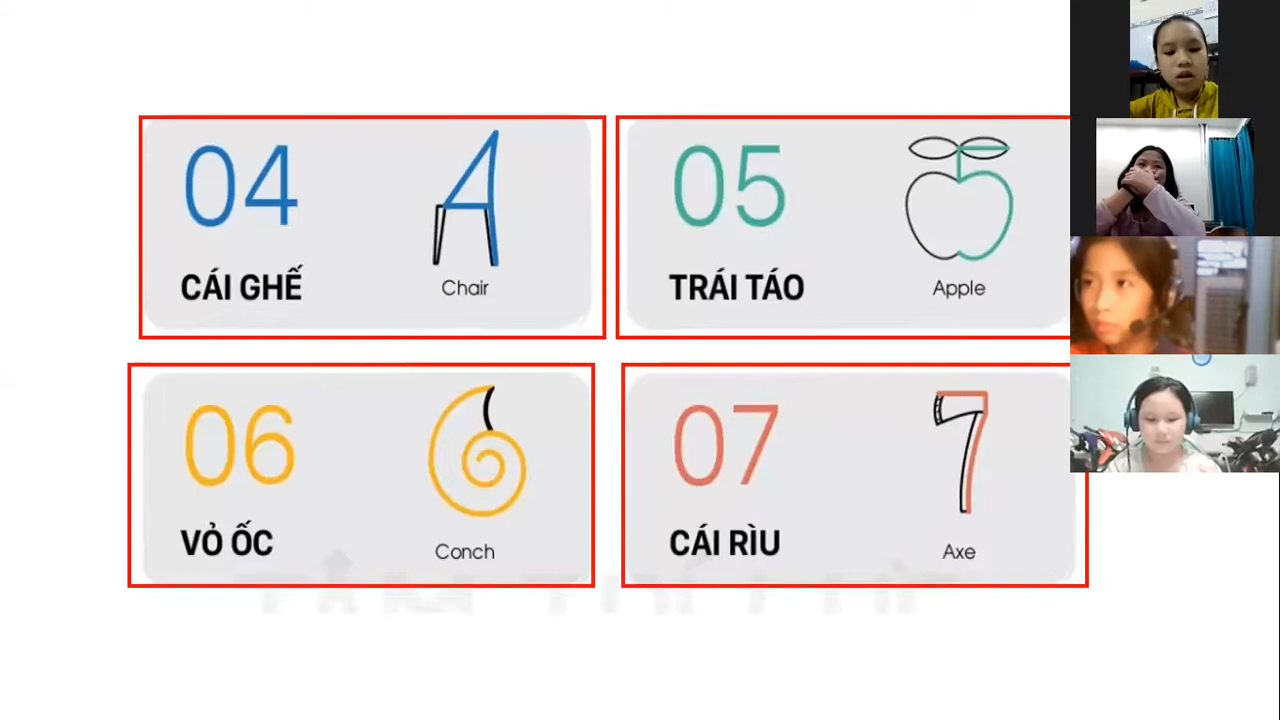 04
CÁI GHẾ
Chair
05
TRÁI TÁO
Apple
06
VỎ ỐC
Conch
07
CÁI RÌU
Axe